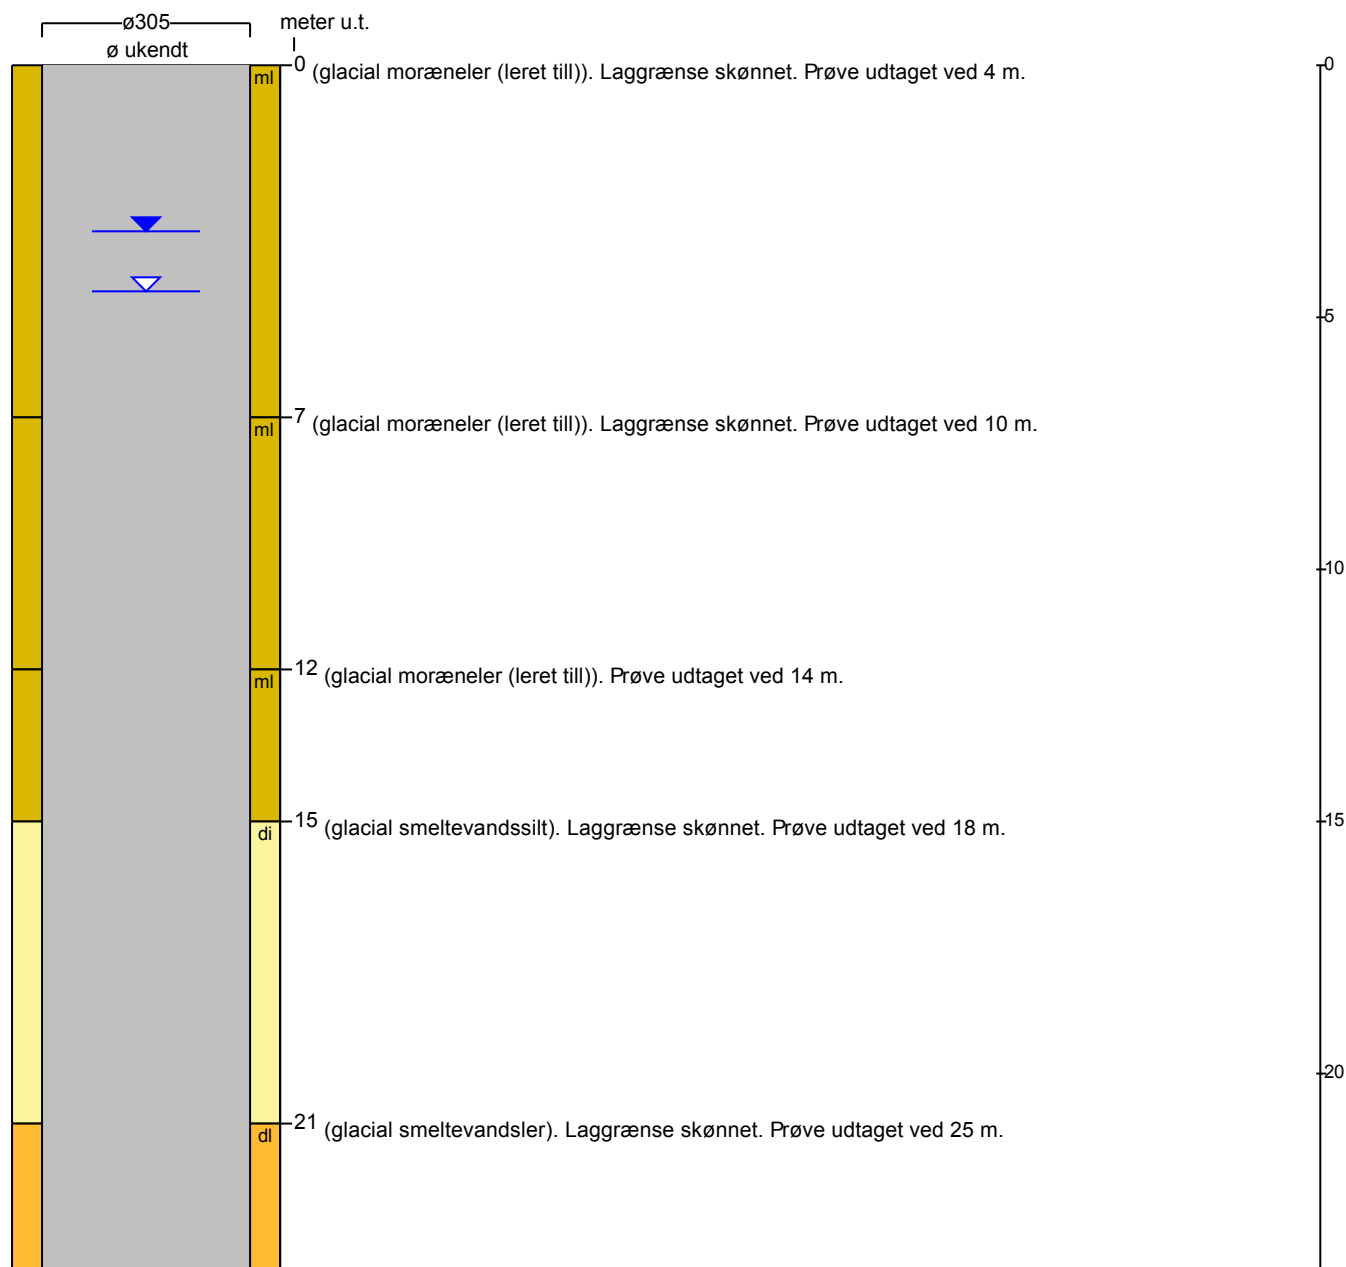 ø305
meter u.t.
ø ukendt
0 (glacial moræneler (leret till)). Laggrænse skønnet. Prøve udtaget ved 4 m.
0
ml
5
7 (glacial moræneler (leret till)). Laggrænse skønnet. Prøve udtaget ved 10 m.
ml
10
12 (glacial moræneler (leret till)). Prøve udtaget ved 14 m.
ml
15 (glacial smeltevandssilt). Laggrænse skønnet. Prøve udtaget ved 18 m.
15
di
20
21 (glacial smeltevandsler). Laggrænse skønnet. Prøve udtaget ved 25 m.
dl